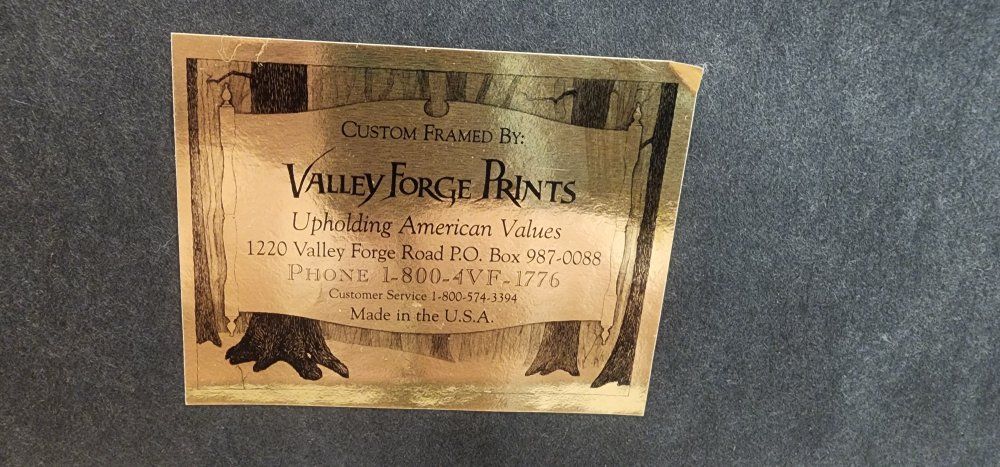 Custom Framed By:
Valley Forge Prints
Upholding American Values
1220 Valley Forge Road P.O. Box 987-0088
Phone 1-800-4VF-1776
Customer Service 1-800-574-3394
Made in the U.S.A.